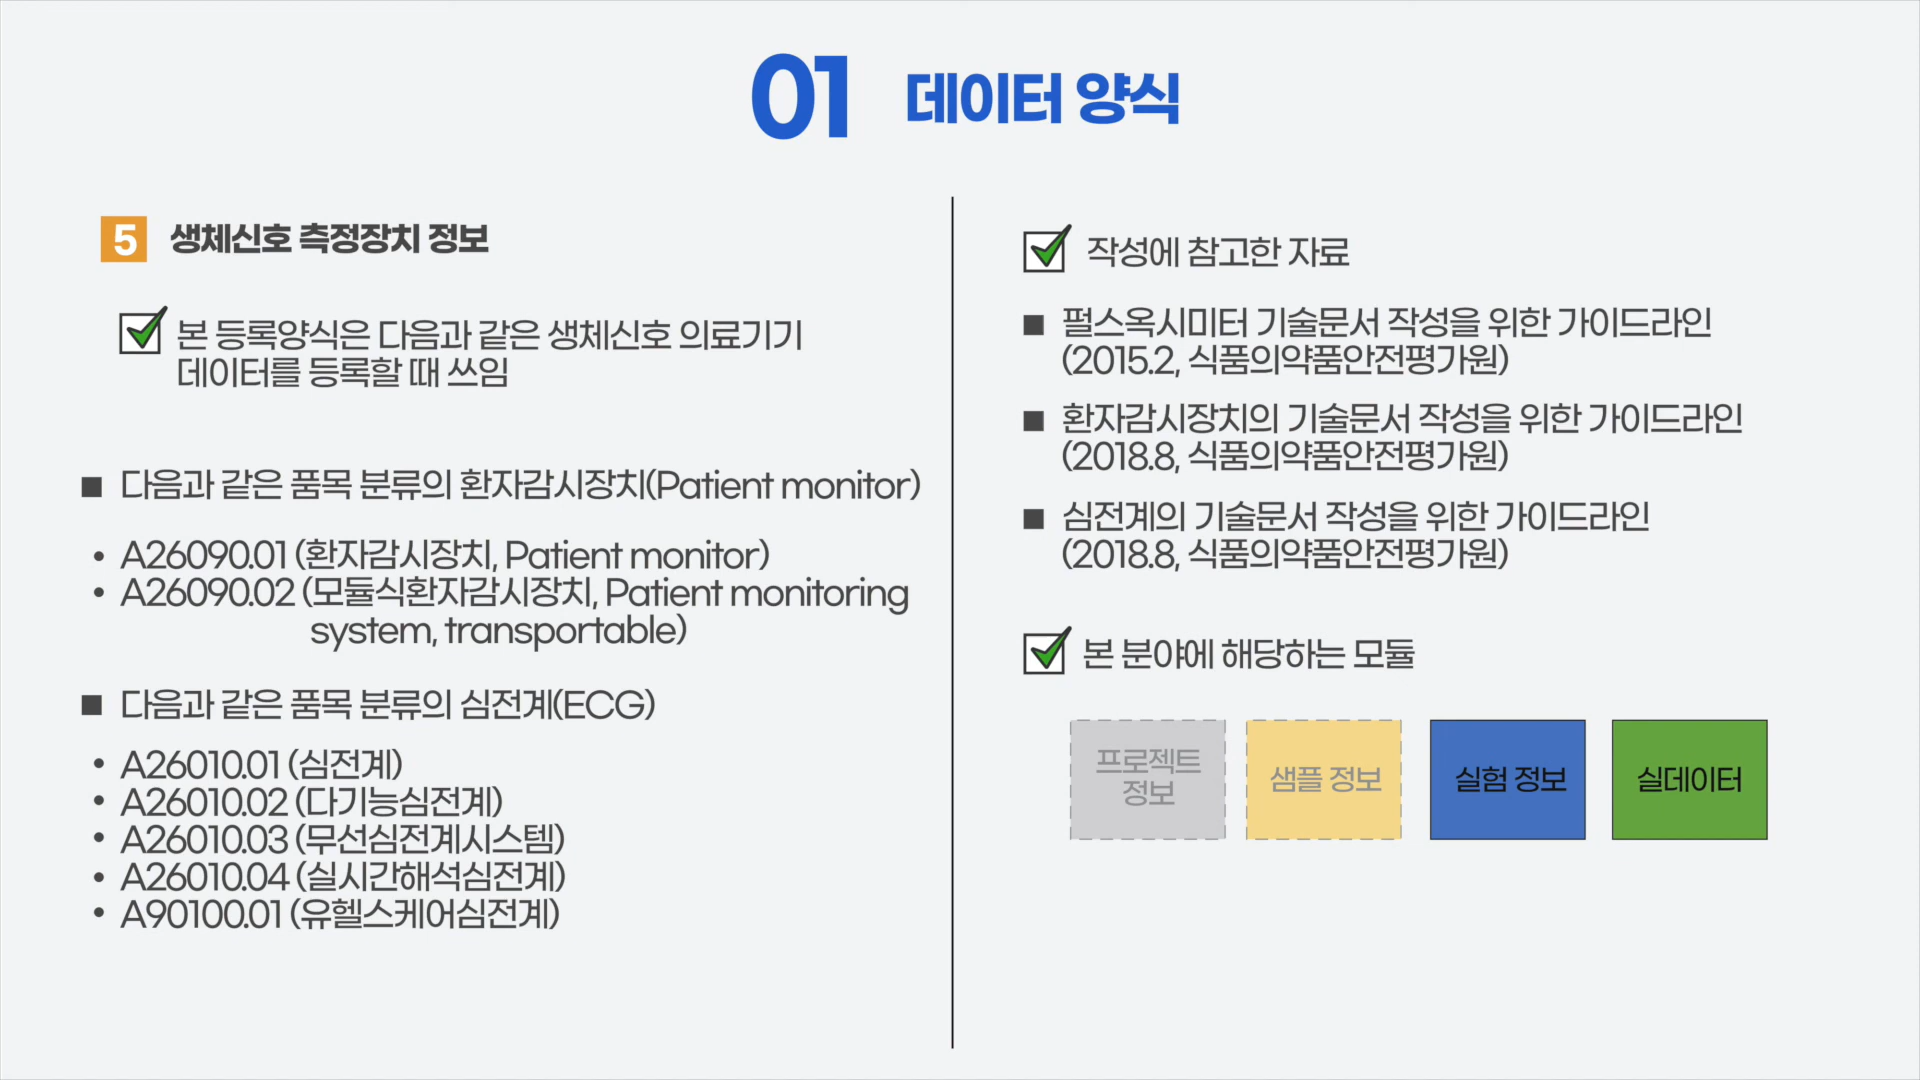 01 데이터 양식
5 생체신호 측정장치 정보
본 등록양식은 다음과 같은 생체신호 의료기기
데이터를 등록할 때 쓰임
■ 다음과 같은 품목 분류의 환자감시장치(Patient monitor)
• A26090.01 (환자감시장치, Patient monitor)
• A26090.02 (모듈식환자감시장치, Patient monitoring
system, transportable)
■ 다음과 같은 품목 분류의 심전계(ECG)
• A26010.01 (심전계)
• A26010.02 (다기능심전계)
• A26010.03 (무선심전계시스템)
• A26010.04 (실시간해석심전계)
• A90100.01 (유헬스케어심전계)
작성에 참고한 자료
■ 펄스옥시미터 기술문서 작성을 위한 가이드라인
(2015.2, 식품의약품안전평가원)
■ 환자감시장치의 기술문서 작성을 위한 가이드라인
(2018.8, 식품의약품안전평가원)
■ 심전계의 기술문서 작성을 위한 가이드라인
(2018.8, 식품의약품안전평가원)
본 분야에 해당하는 모듈
프로젝트
정보
샘플 정보
실험 정보
실데이터